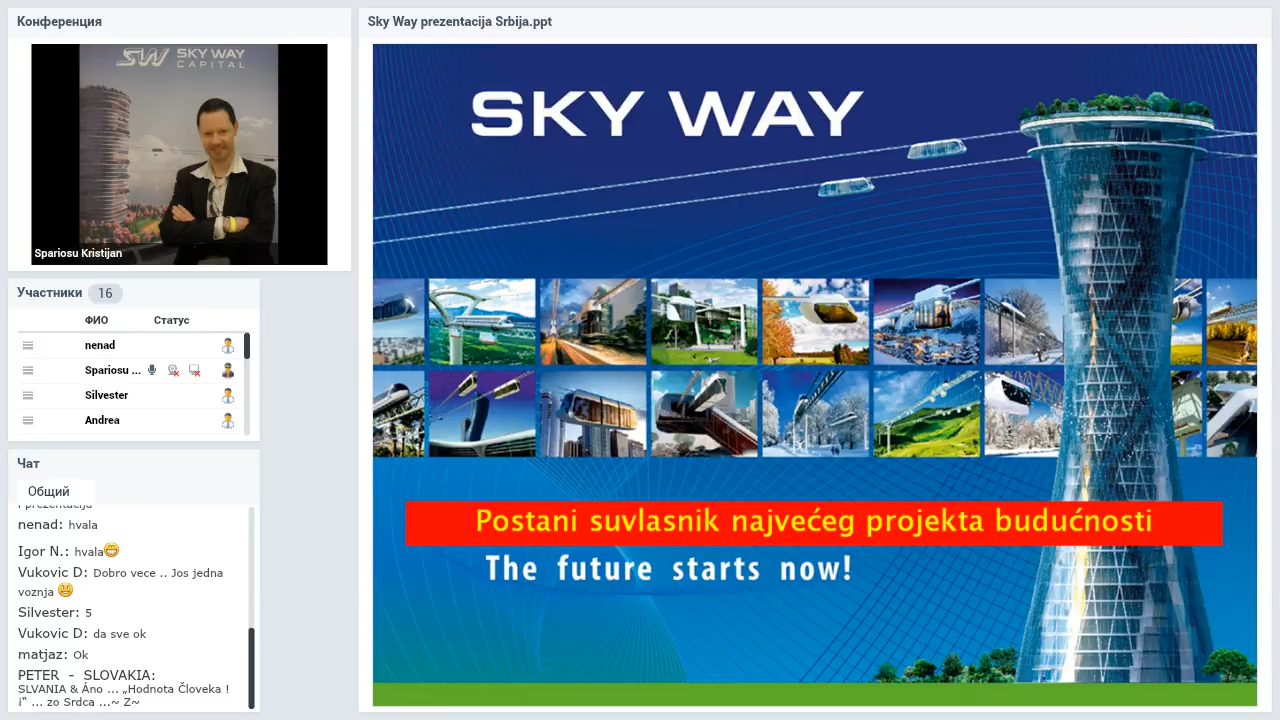 Конференция
SW SKY WAY
CAPITAL
Spariosu Kristijan
Участники 16
ФИО Статус
nenad
Spariosu ...
Silvester
Andrea
Чат
Общий
i prezentacija
nenad: hvala
Igor N.: hvala
Vukovic D: Dobro vece .. Jos jedna
voznja
Silvester: 5
Vukovic D: da sve ok
matjaz: Ok
PETER - SLOVAKIA:
SLVANIA & Áno ... „Hodnota Človeka !
i“ ... zo Srdca ...~ Z~
Sky Way prezentacija Srbija.ppt
SKY WAY
Postani suvlasnik najvećeg projekta budućnosti
The future starts now!